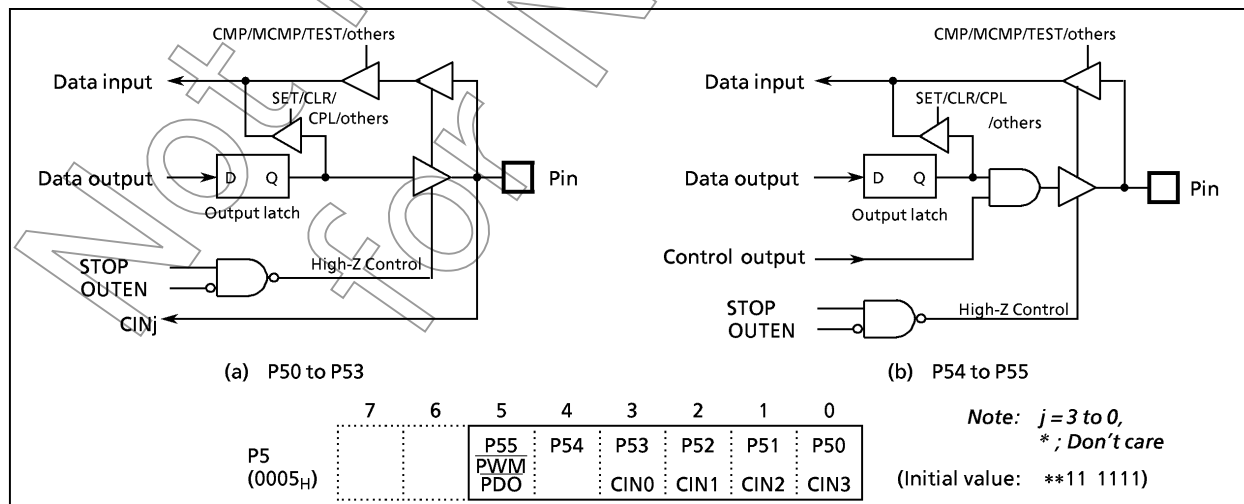 CMP/MCMP/TEST/others
Data input
SET/CLR/
CPL/others
Data output
D Q
Output latch
Pin
STOP
OUTEN
High-Z Control
CINj
(a) P50 to P53
CMP/MCMP/TEST/others
Data input
SET/CLR/CPL
/others
Data output
D Q
Output latch
Pin
Control output
STOP
OUTEN
High-Z Control
(b) P54 to P55
7 6 5 4 3 2 1 0
P5
(0005H)
P55 P54 P53 P52 P51 P50
PWM
PDO CIN0 CIN1 CIN2 CIN3
Note: j = 3 to 0,
* ; Don't care
(Initial value: **11 1111)
Not
for